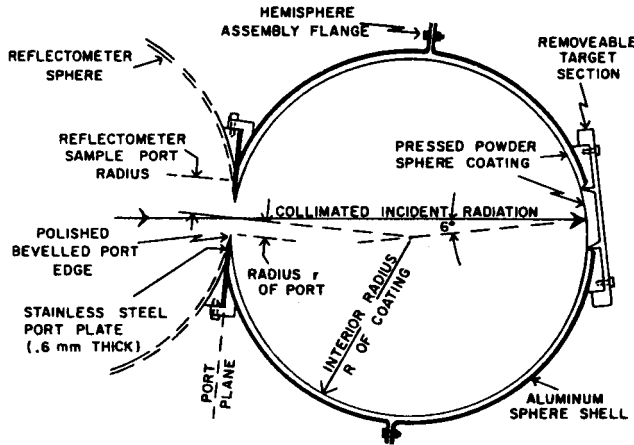 HEMISPHERE
ASSEMBLY FLANGE
REMOVEABLE
TARGET
SECTION
REFLECTOMETER
SPHERE
REFLECTOMETER
SAMPLE PORT
RADIUS
PRESSED POWDER
SPHERE COATING
COLLIMATED INCIDENT RADIATION
6°
POLISHED
BEVELLED PORT
EDGE
RADIUS r
OF PORT
STAINLESS STEEL
PORT PLATE
(.6 mm THICK)
INTERIOR RADIUS
R OF COATING
PORT
PLANE
ALUMINUM
SPHERE SHELL